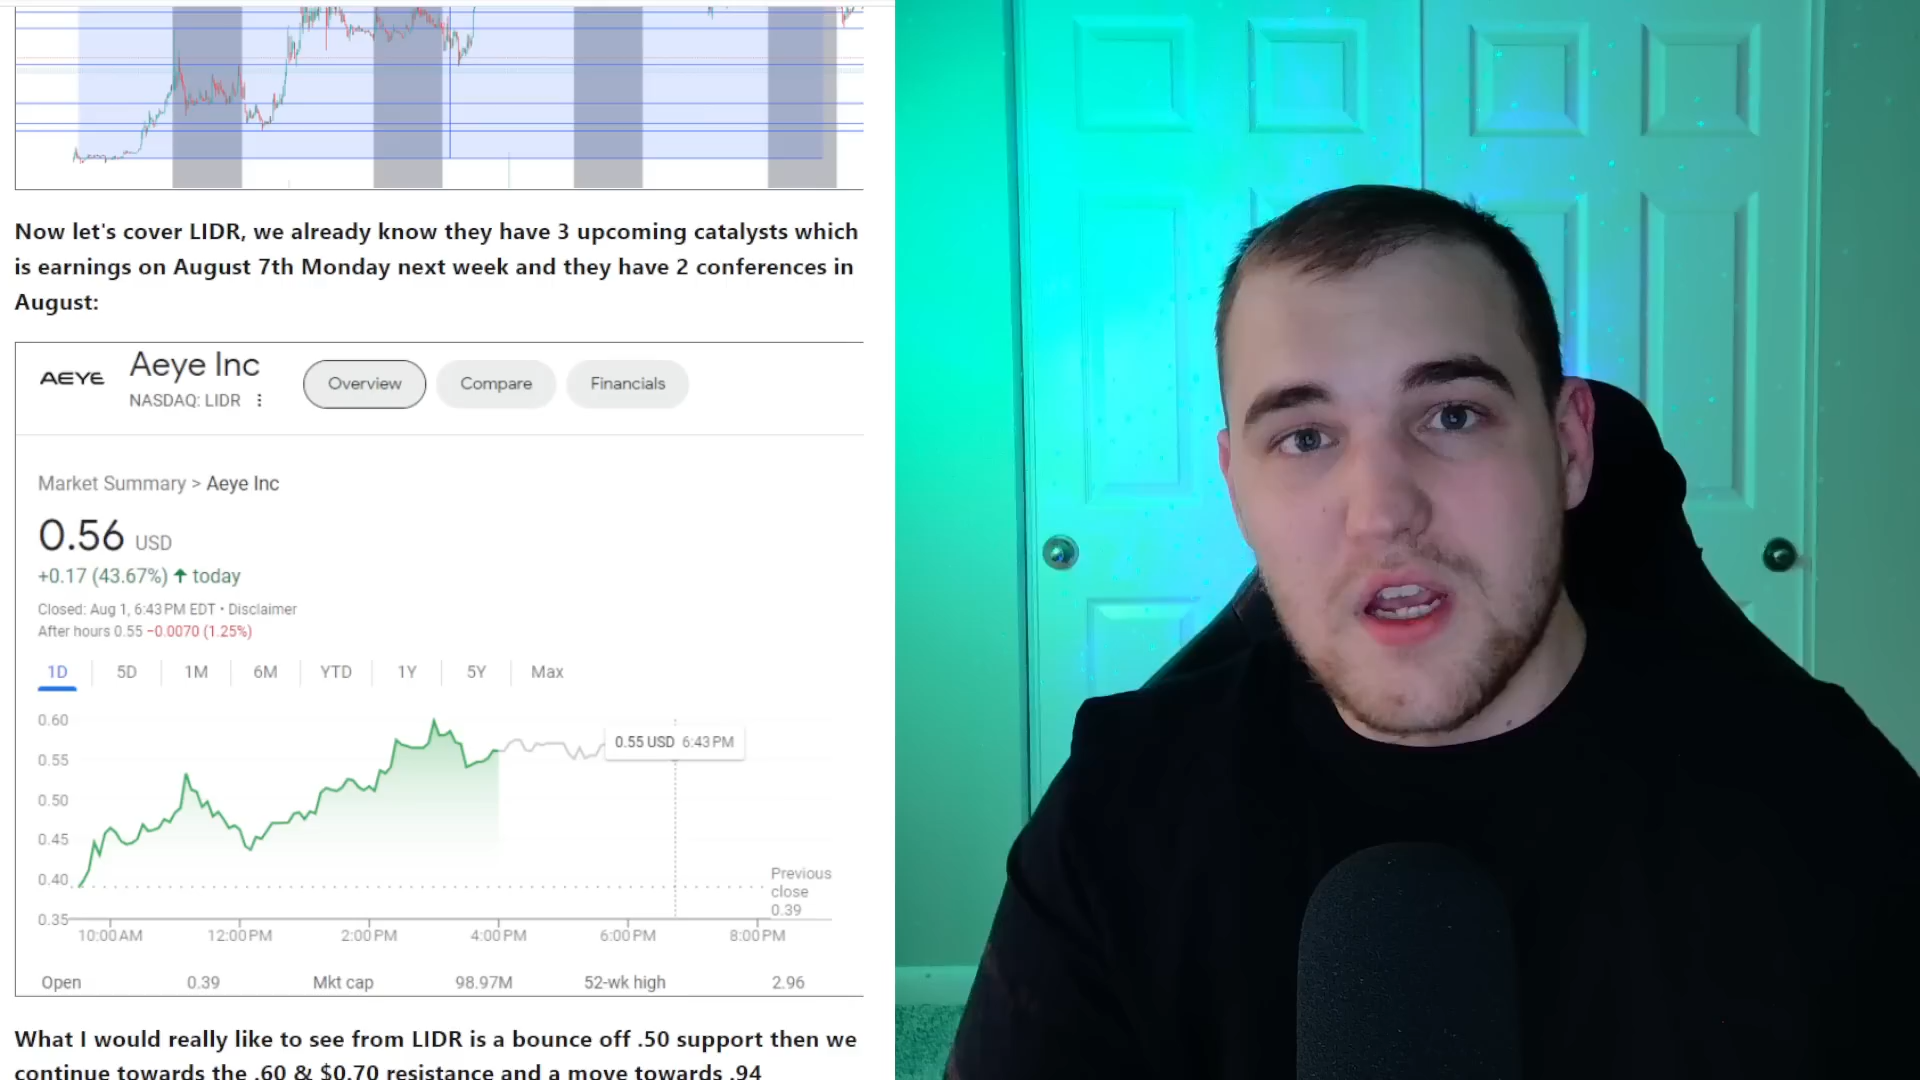 Now let's cover LIDR, we already know they have 3 upcoming catalysts which
is earnings on August 7th Monday next week and they have 2 conferences in
August:
AEYE
Aeye Inc
NASDAQ: LIDR
Overview
Compare
Financials
Market Summary > Aeye Inc
0.56 USD
+0.17 (43.67%) ↑ today
Closed: Aug 1, 6:43 PM EDT • Disclaimer
After hours 0.55 −0.0070 (1.25%)
1D 5D 1M 6M YTD 1Y 5Y Max
0.60
0.55
0.50
0.45
0.40
0.35
0.55 USD 6:43 PM
Previous
close
0.39
10:00 AM 12:00 PM 2:00 PM 4:00 PM 6:00 PM 8:00 PM
Open 0.39 Mkt cap 98.97M 52-wk high 2.96
What I would really like to see from LIDR is a bounce off .50 support then we
continue towards the .60 & $0.70 resistance and a move towards .94